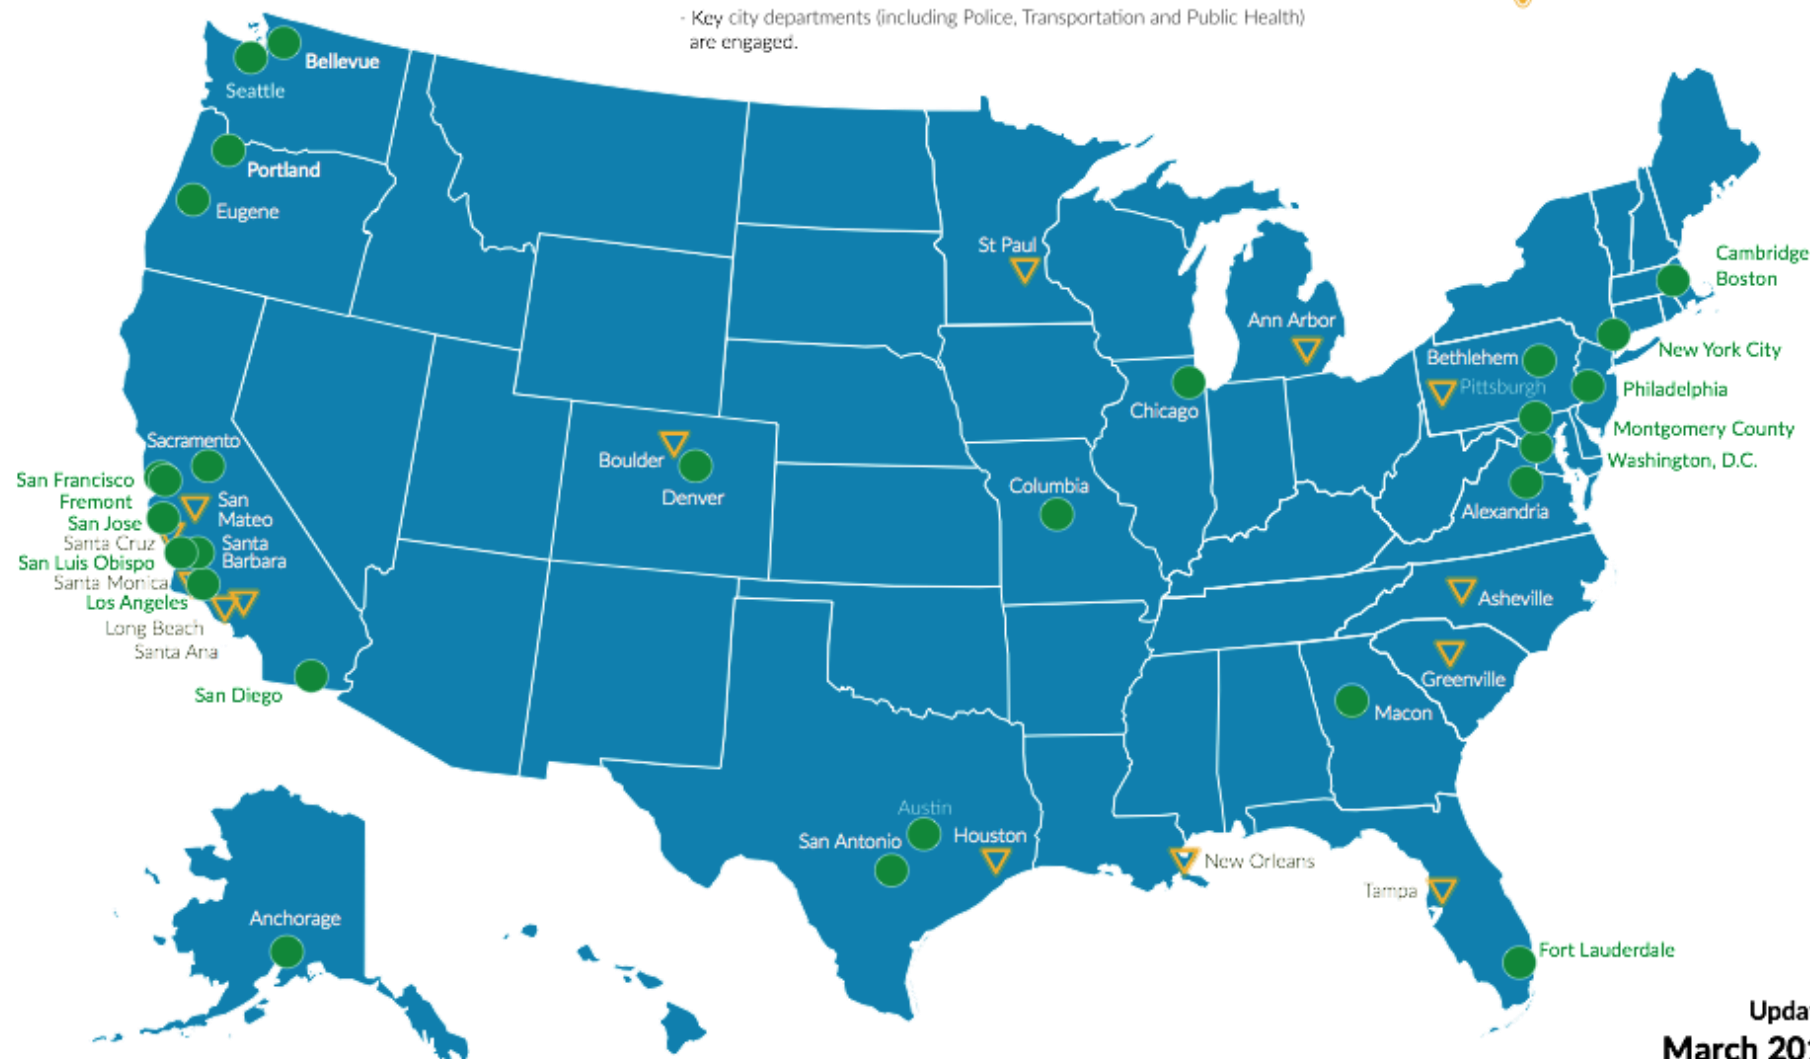 - Key city departments (including Police, Transportation and Public Health)
are engaged.
Bellevue
Seattle
Portland
Eugene
St Paul
Ann Arbor
Cambridge
Boston
New York City
Bethlehem
Pittsburgh
Philadelphia
Chicago
Montgomery County
Washington, D.C.
Alexandria
Sacramento
San Francisco
Fremont
San Jose
Santa Cruz
San Luis Obispo
Santa Monica
Los Angeles
Long Beach
Santa Ana
San Diego
San
Mateo
Santa
Barbara
Boulder
Denver
Columbia
Asheville
Greenville
Macon
Austin
San Antonio
Houston
New Orleans
Tampa
Fort Lauderdale
Anchorage
March